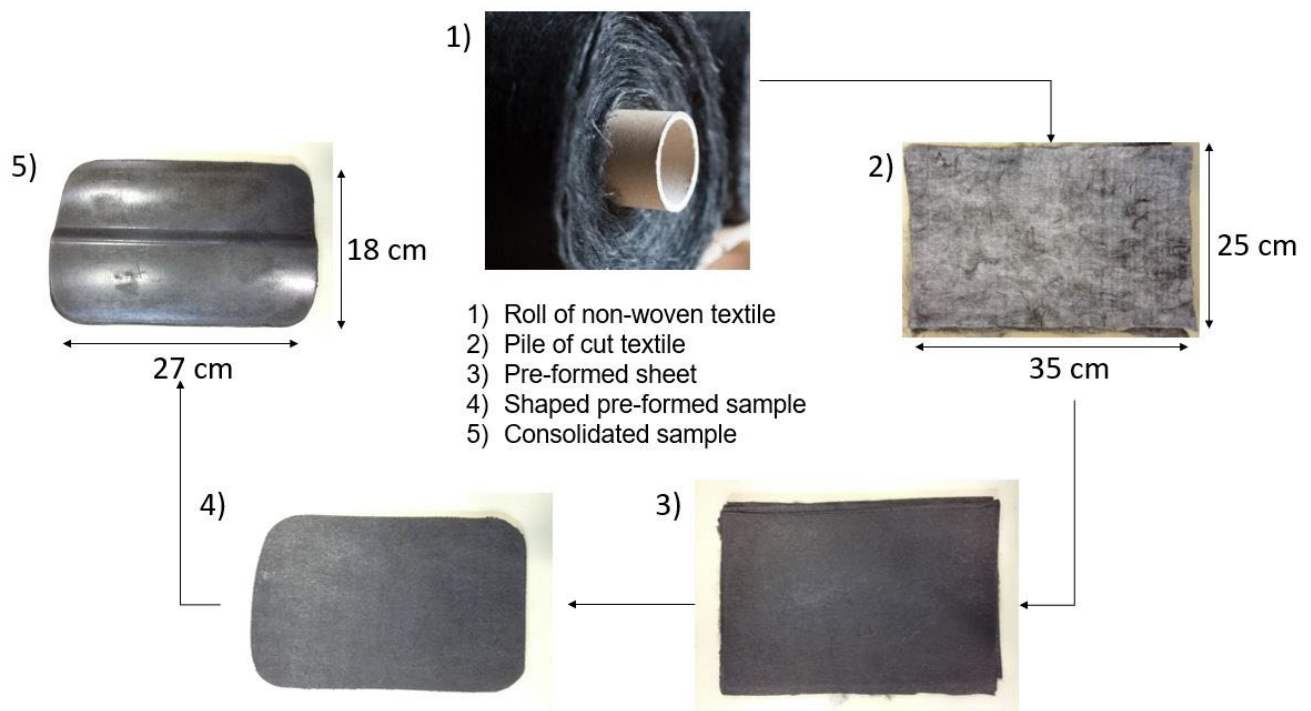 1)
2)
25 cm
35 cm
5)
18 cm
27 cm
1) Roll of non-woven textile
2) Pile of cut textile
3) Pre-formed sheet
4) Shaped pre-formed sample
5) Consolidated sample
4)
3)